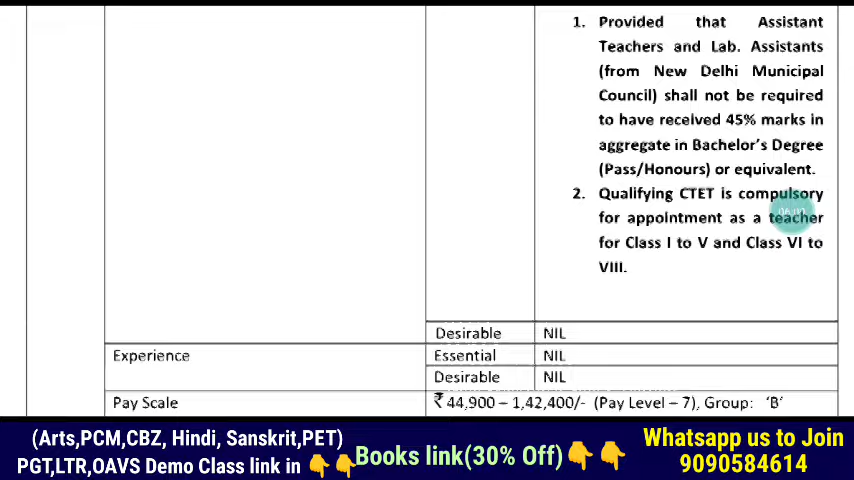 1. Provided that Assistant
Teachers and Lab. Assistants
(from New Delhi Municipal
Council) shall not be required
to have received 45% marks in
aggregate in Bachelor's Degree
(Pass/Honours) or equivalent.
2. Qualifying CTET is compulsory
for appointment as a teacher
for Class I to V and Class VI to
VIII.
Desirable NIL
Experience Essential NIL
Desirable NIL
Pay Scale ₹ 44,900 – 1,42,400/- (Pay Level – 7), Group: 'B'
(Arts,PCM,CBZ, Hindi, Sanskrit,PET)
PGT,LTR,OAVS Demo Class link in 👇👇
Books link(30% Off)👇👇
Whatsapp us to Join
9090584614